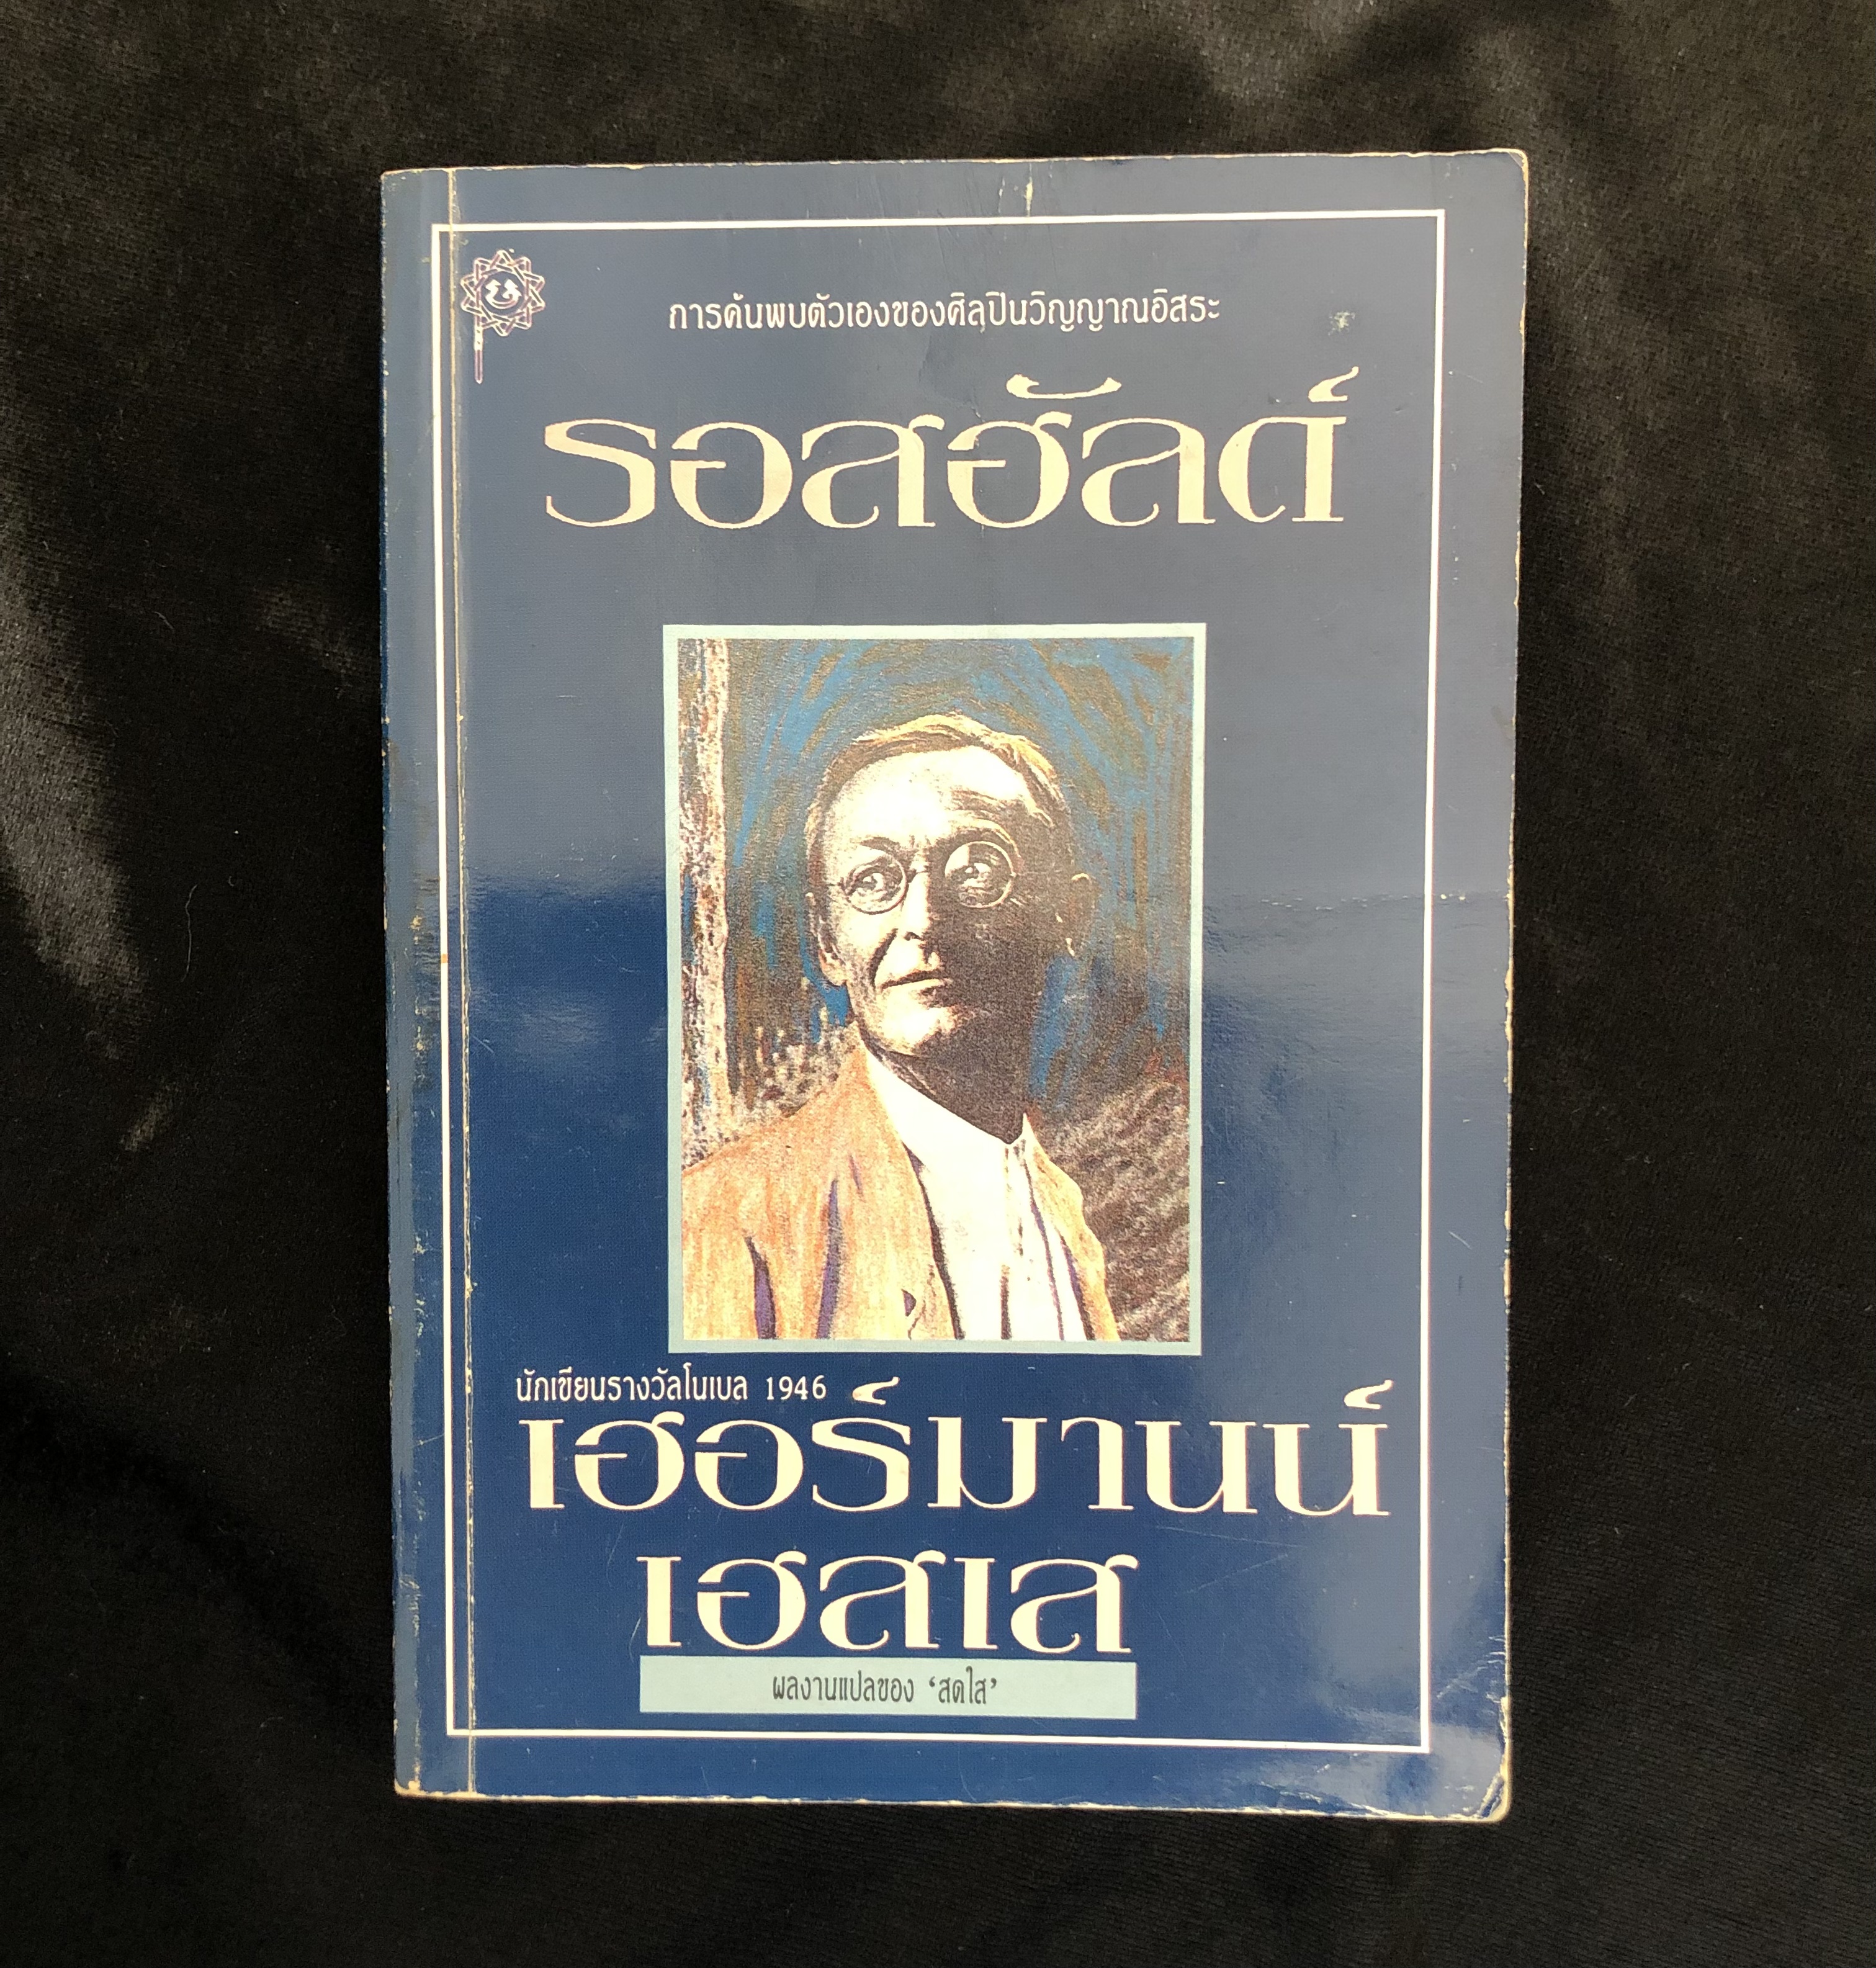 การค้นพบตัวเองของศิลปินวิญญาณอิสระ
รอสฮัลด์
นักเขียนรางวัลโนเบล 1946
เฮอร์มานน์
เฮสเส
ผลงานแปลของ ‘สดใส’